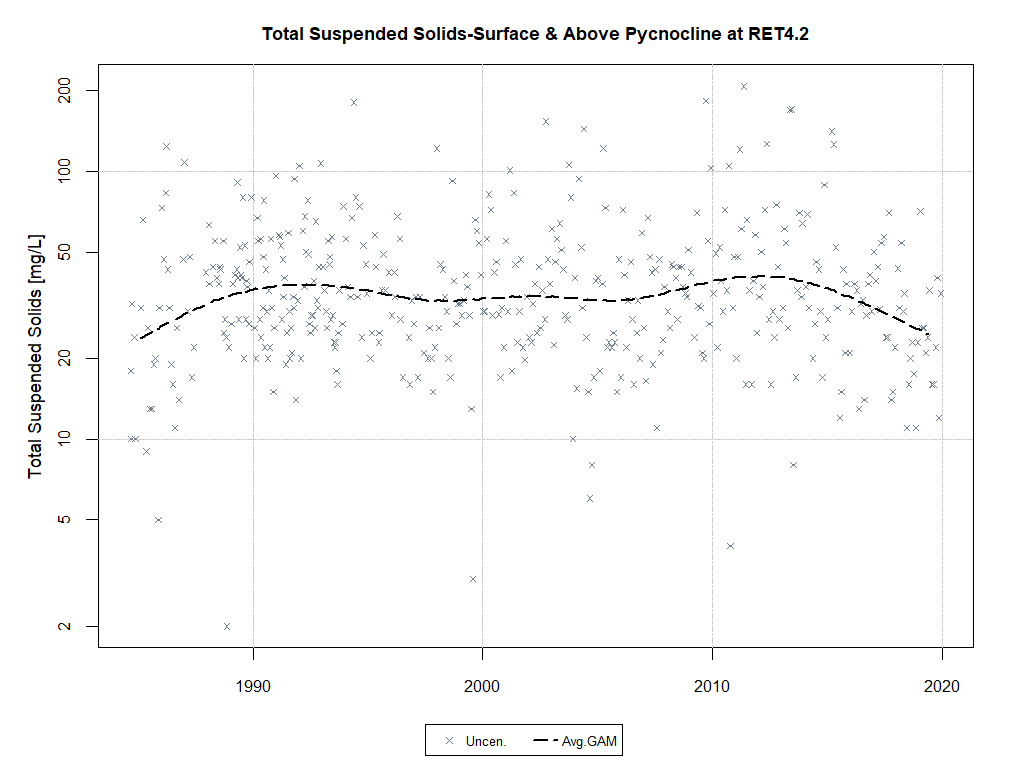 Total Suspended Solids-Surface & Above Pycnocline at RET4.2
Total Suspended Solids [mg/L]
200
100
50
20
10
5
2
1990 2000 2010 2020
Uncen. Avg.GAM